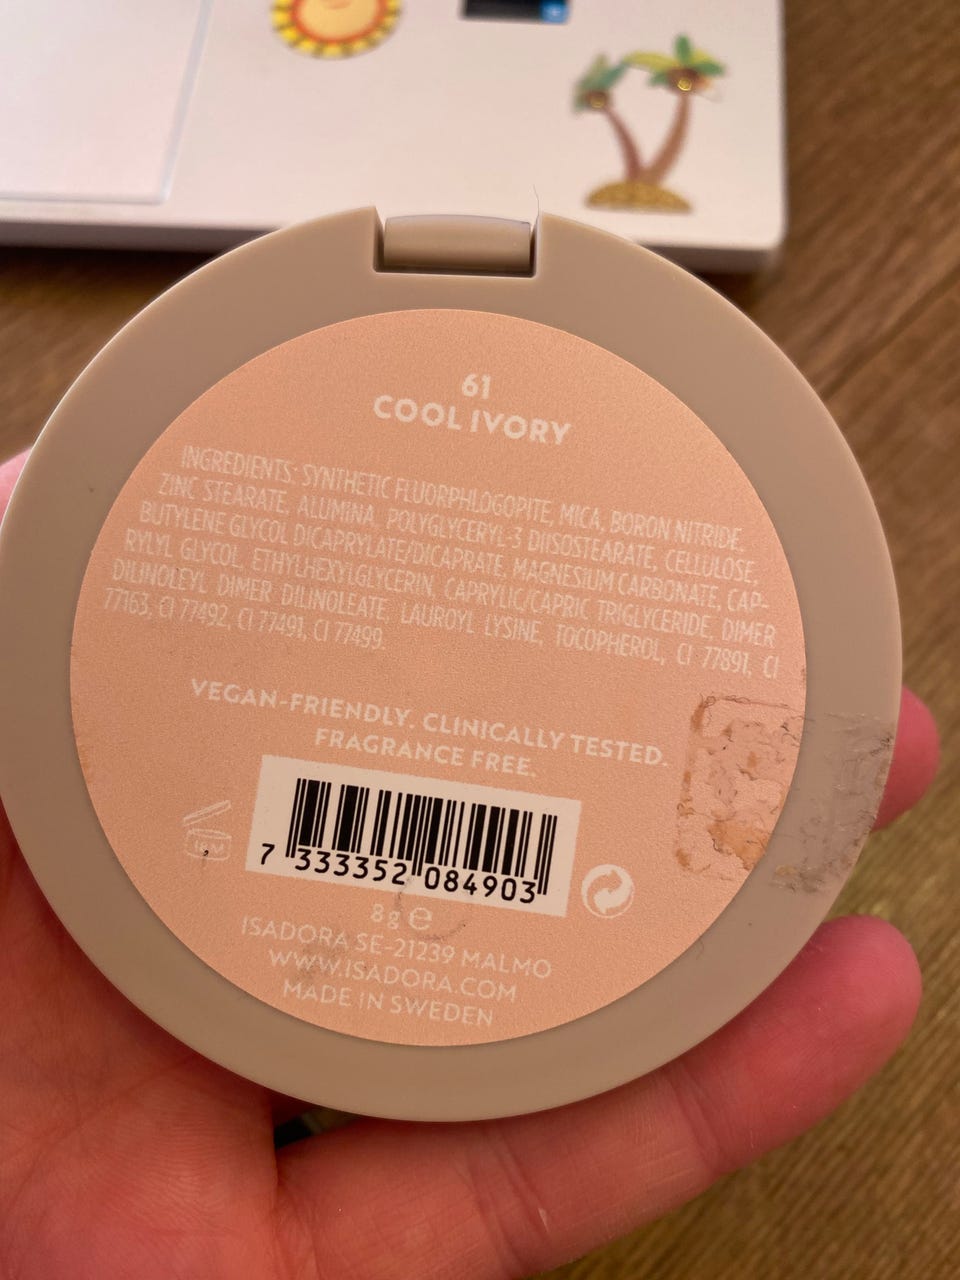 61
COOL IVORY
INGREDIENTS: SYNTHETIC FLUORPHLOGOPITE, MICA, BORON NITRIDE,
ZINC STEARATE, ALUMINA, POLYGLYCERYL-3 DIISOSTEARATE, CELLULOSE,
BUTYLENE GLYCOL DICAPRYLATE/DICAPRATE, MAGNESIUM CARBONATE, CAP-
RYLYL GLYCOL, ETHYLHEXYLGLYCERIN, CAPRYLIC/CAPRIC TRIGLYCERIDE, DIMER
DILINOLEYL DIMER DILINOLEATE, LAUROYL LYSINE, TOCOPHEROL, CI 77891, CI
77163, CI 77492, CI 77491, CI 77499.
VEGAN-FRIENDLY. CLINICALLY TESTED.
FRAGRANCE FREE.
18 M
7 333352 084903
8 g ℮
ISADORA SE-21239 MALMO
WWW.ISADORA.COM
MADE IN SWEDEN